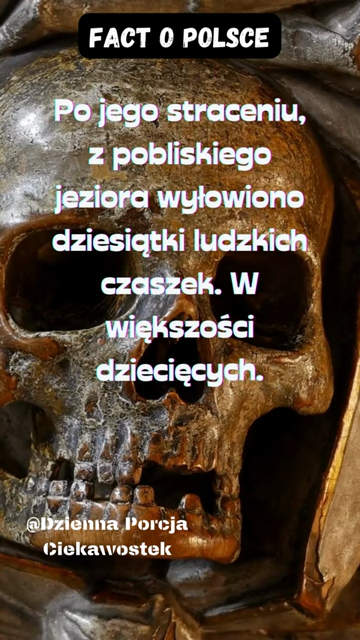 FACT O POLSCE
Po jego straceniu,
z pobliskiego
jeziora wyłowiono
dziesiątki ludzkich
czaszek. W
większości
dziecięcych.
@Dzienna Porcja
Ciekawostek